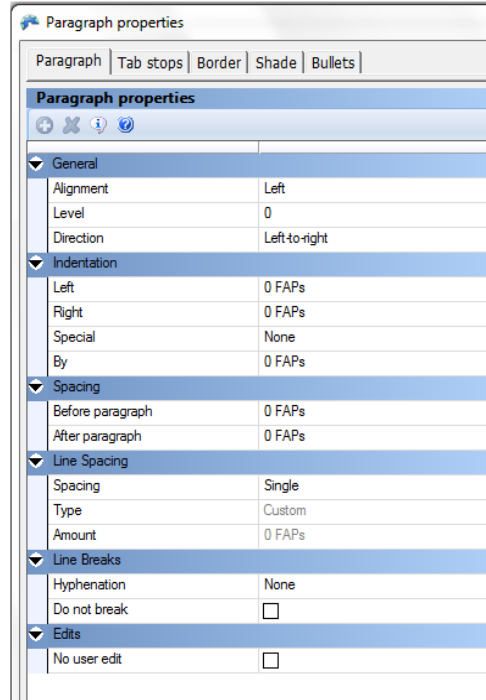 Paragraph properties
Paragraph Tab stops Border Shade Bullets
Paragraph properties
General
Alignment Left
Level 0
Direction Left-to-right
Indentation
Left 0 FAPs
Right 0 FAPs
Special None
By 0 FAPs
Spacing
Before paragraph 0 FAPs
After paragraph 0 FAPs
Line Spacing
Spacing Single
Type Custom
Amount 0 FAPs
Line Breaks
Hyphenation None
Do not break
Edits
No user edit